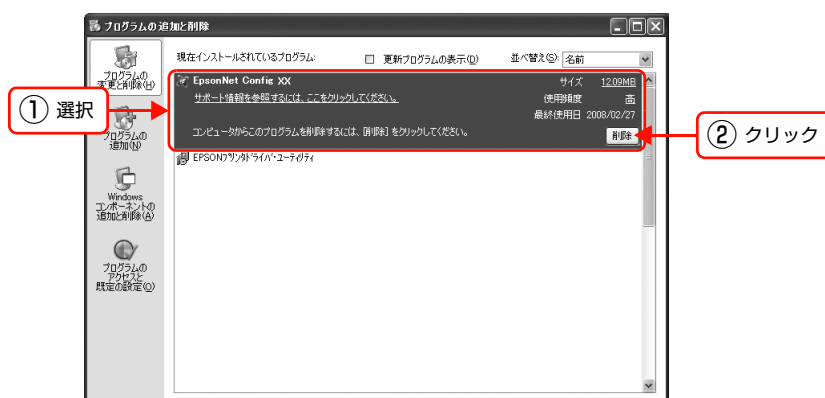 プログラムの追加と削除
プログラムの
変更と削除(H)
現在インストールされているプログラム:
更新プログラムの表示(D)
並べ替え(S):
名前
① 選択
EpsonNet Config XX
サイズ
12.09MB
サポート情報を参照するには、ここをクリックしてください。
使用頻度
高
最終使用日
2008/02/27
コンピュータからこのプログラムを削除するには、[削除] をクリックしてください。
削除
② クリック
プログラムの
追加(N)
EPSONプリンタドライバ・ユーティリティ
Windows
コンポーネントの
追加と削除(A)
プログラムの
アクセスと
既定の設定(O)